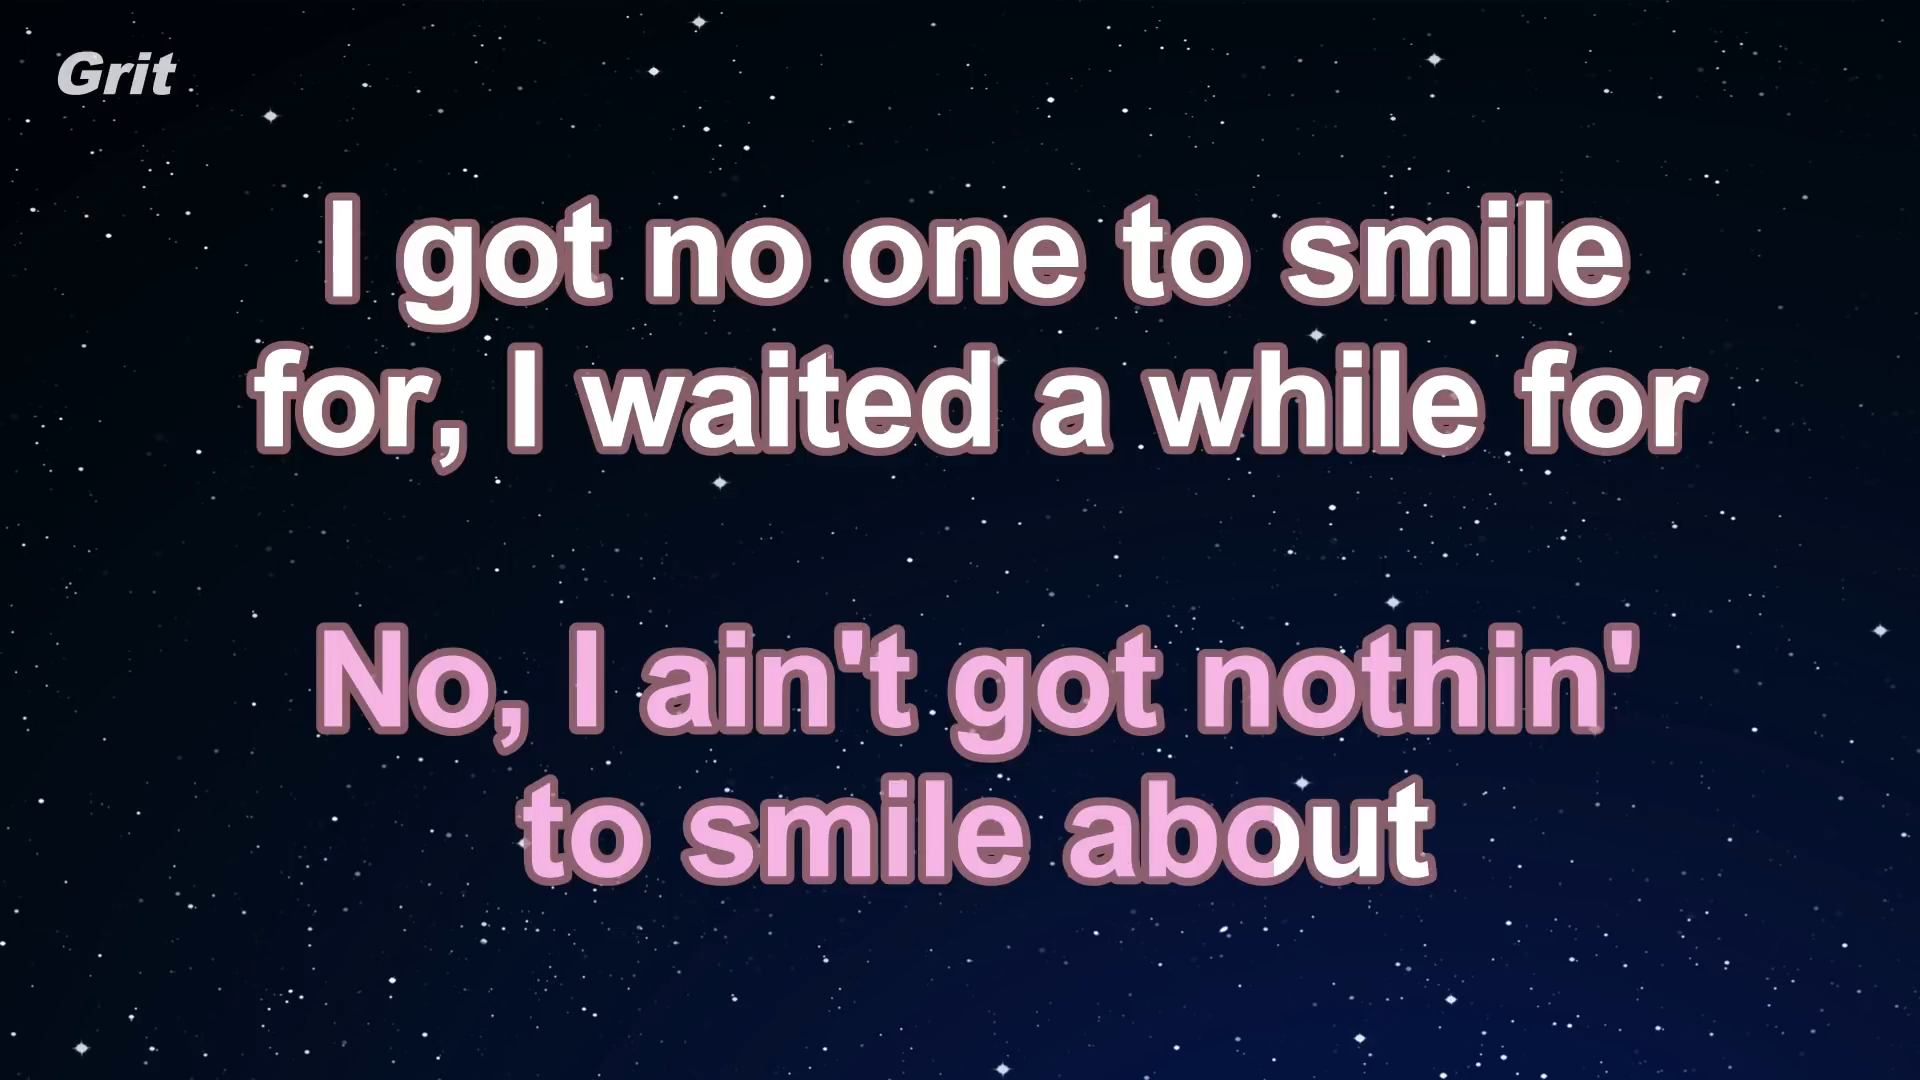 Grit
I got no one to smile
for, I waited a while for
No, I ain't got nothin'
to smile about